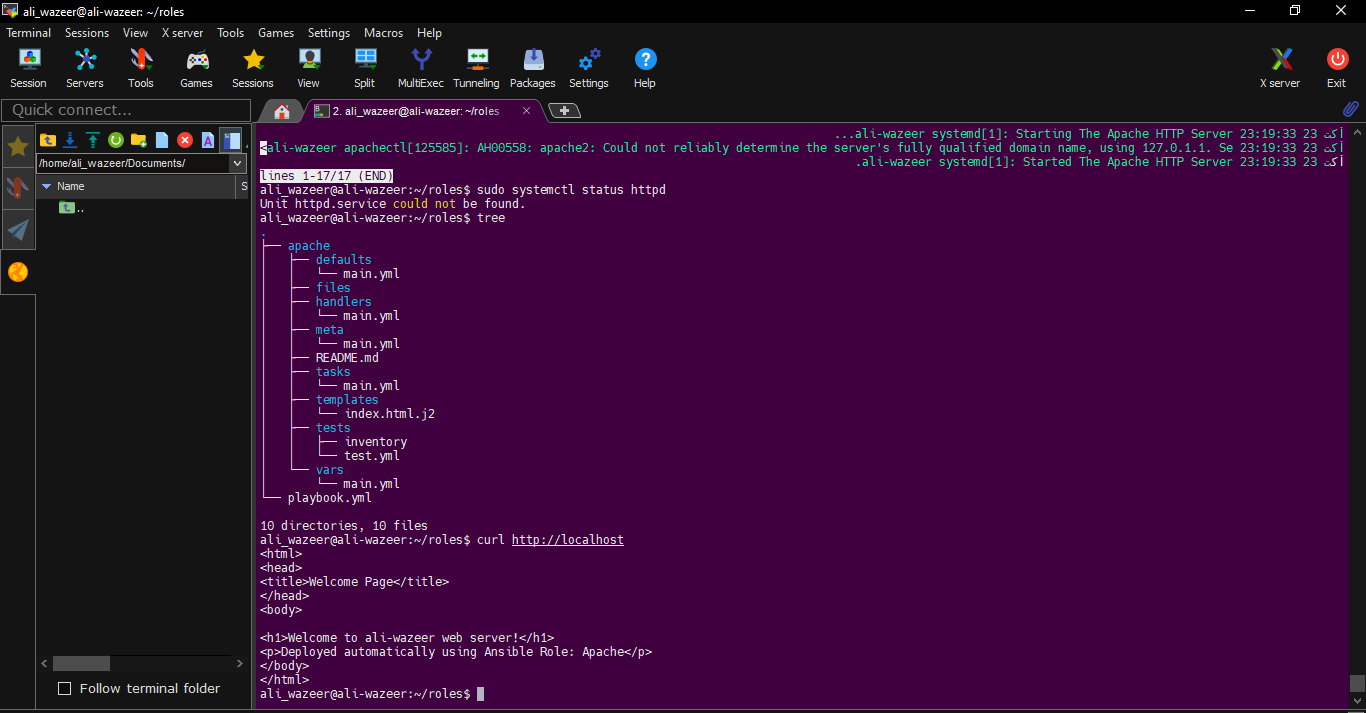 ali_wazeer@ali-wazeer: ~/roles
Terminal Sessions View X server Tools Games Settings Macros Help
Session Servers Tools Games Sessions View Split MultiExec Tunneling Packages Settings Help X server Exit
Quick connect...
2. ali_wazeer@ali-wazeer: ~/roles
/home/ali_wazeer/Documents/
Name S
..
Follow terminal folder
...ali-wazeer systemd[1]: Starting The Apache HTTP Server 23:19:33 23 أكت
<ali-wazeer apachectl[125585]: AH00558: apache2: Could not reliably determine the server's fully qualified domain name, using 127.0.1.1. Se 23:19:33 23 أكت
.ali-wazeer systemd[1]: Started The Apache HTTP Server 23:19:33 23 أكت
lines 1-17/17 (END)
ali_wazeer@ali-wazeer:~/roles$ sudo systemctl status httpd
Unit httpd.service could not be found.
ali_wazeer@ali-wazeer:~/roles$ tree
.
├── apache
│   ├── defaults
│   │   └── main.yml
│   ├── files
│   ├── handlers
│   │   └── main.yml
│   ├── meta
│   │   └── main.yml
│   ├── README.md
│   ├── tasks
│   │   └── main.yml
│   ├── templates
│   │   └── index.html.j2
│   ├── tests
│   │   ├── inventory
│   │   └── test.yml
│   └── vars
│       └── main.yml
└── playbook.yml
10 directories, 10 files
ali_wazeer@ali-wazeer:~/roles$ curl http://localhost
<html>
<head>
<title>Welcome Page</title>
</head>
<body>
<h1>Welcome to ali-wazeer web server!</h1>
<p>Deployed automatically using Ansible Role: Apache</p>
</body>
</html>
ali_wazeer@ali-wazeer:~/roles$